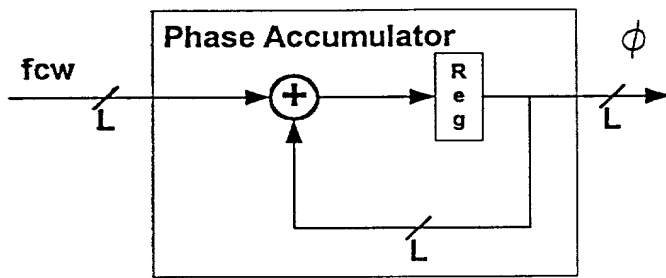 Phase Accumulator
ϕ
fcw
L
+
R
e
g
L
L